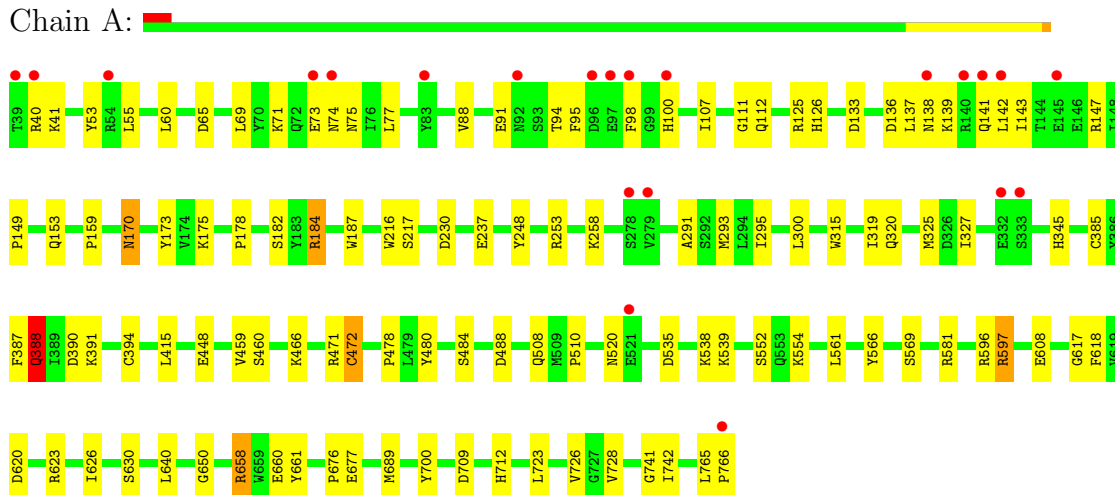 Chain A:
T39 R40 K41 Y53 R54 L55 L60 D65 L69 Y70 K71 Q72 E73 N74 N75 I76 L77 Y83 V88 E91 N92 S93 T94 F95 D96 E97 F98 G99 H100 I107 G111 Q112 R125 H126 D133 D136 L137 N138 K139 R140 Q141 L142 I143 T144 E145 E146 R147
P149 Q153 P159 N170 Y173 V174 K175 P178 S182 Y183 R184 W187 W216 S217 D230 E237 Y248 R253 K258 S278 V279 A291 S292 M293 L294 I295 L300 W315 I319 Q320 M325 D326 I327 E332 S333 H345 C385
F387 Q388 I389 D390 K391 C394 L415 E448 V459 S460 K466 R471 C472 P478 L479 Y480 S484 D488 Q508 M509 P510 N520 E521 D535 K538 K539 S552 Q553 K554 L561 Y566 S569 R581 R596 R597 E608 G617 F618
D620 R623 I626 S630 L640 G650 R658 W659 E660 Y661 P676 E677 M689 Y700 D709 H712 L723 V726 G727 V728 G741 I742 L765 P766